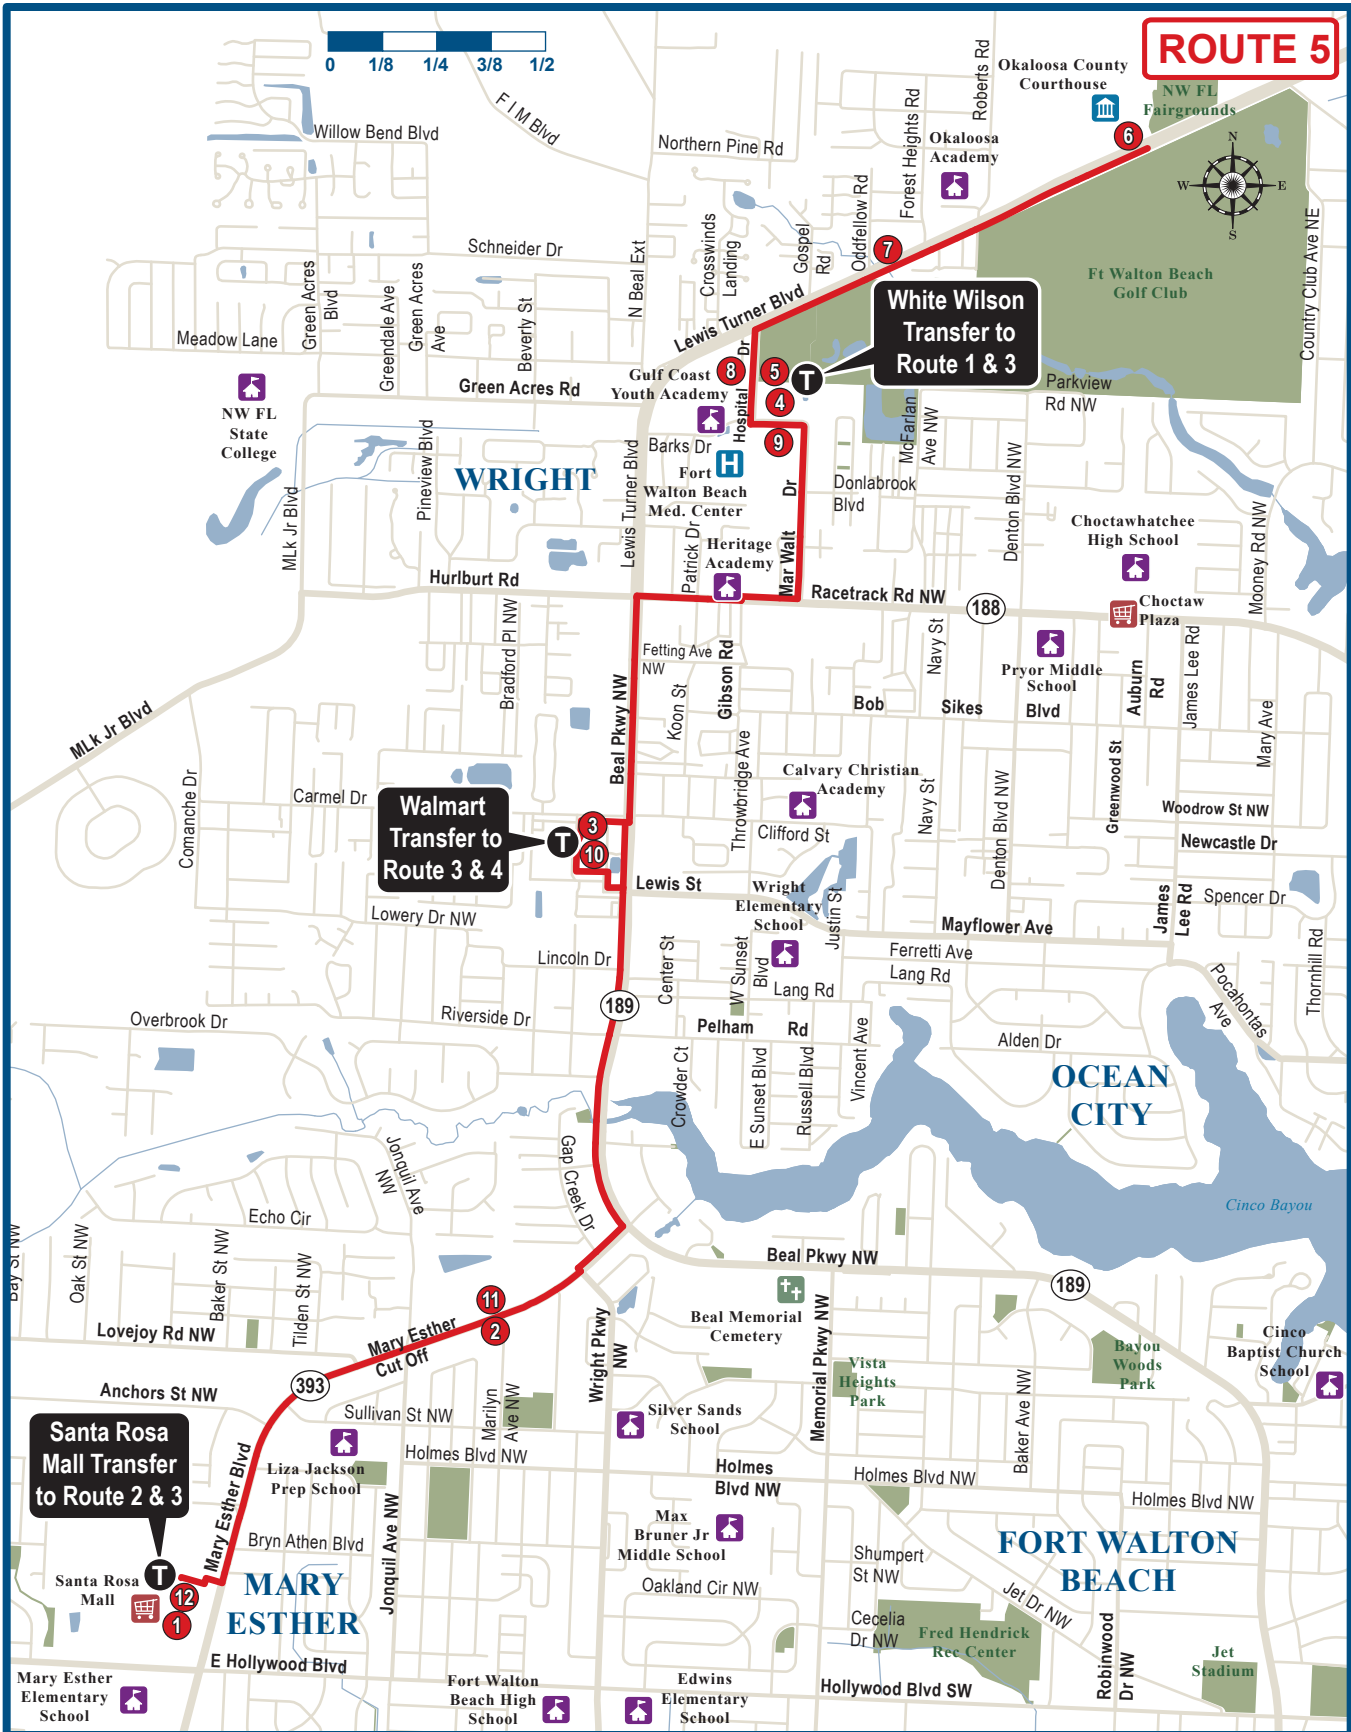 ROUTE 5
0 1/8 1/4 3/8 1/2
F I M Blvd
Willow Bend Blvd
Northern Pine Rd
Roberts Rd
Okaloosa County
Courthouse
NW FL
Fairgrounds
6
N
W
E
S
Okaloosa
Academy
Forest Heights Rd
Oddfellow Rd
Gospel
Rd
Crosswinds
Landing
N Beal Ext
Schneider Dr
7
Country Club Ave NE
Ft Walton Beach
Golf Club
Green Acres
Blvd
Greendale Ave
Green Acres
Ave
Beverly St
Meadow Lane
Lewis Turner Blvd
White Wilson
Transfer to
Route 1 & 3
T
Green Acres Rd
Gulf Coast
Youth Academy
8
5
4
9
Hospital
Dr
Parkview
Rd NW
McFarlan
Ave NW
NW FL
State
College
Pineview Blvd
WRIGHT
Lewis Turner Blvd
Barks Dr
H
Fort
Walton Beach
Med. Center
Mar Walt
Dr
Donlabrook
Blvd
Denton Blvd NW
MLk Jr Blvd
Patrick Dr
Heritage
Academy
Choctawhatchee
High School
Mooney Rd NW
Hurlburt Rd
Racetrack Rd NW
188
Choctaw
Plaza
Bradford Pl NW
Fetting Ave
NW
Koon St
Gibson Rd
Navy St
Pryor Middle
School
Auburn
Rd
James Lee Rd
Bob
Sikes
Blvd
Mary Ave
MLk Jr Blvd
Beal Pkwy NW
Comanche Dr
Carmel Dr
Throwbridge Ave
Calvary Christian
Academy
Navy St
Denton Blvd NW
Greenwood St
Woodrow St NW
Walmart
Transfer to
Route 3 & 4
T
3
10
Clifford St
Newcastle Dr
Lewis St
Lowery Dr NW
Wright
Elementary
School
Justin St
Mayflower Ave
James
Lee Rd
Spencer Dr
Lincoln Dr
Center St
W Sunset
Blvd
Ferretti Ave
Lang Rd
Lang Rd
Pocahontas
Ave
Thornhill Rd
189
Overbrook Dr
Riverside Dr
Pelham
Rd
Alden Dr
Crowder Ct
E Sunset Blvd
Russell Blvd
Vincent Ave
OCEAN
CITY
Jonquil Ave
NW
Gap Creek Dr
Cinco Bayou
Bay St NW
Oak St NW
Echo Cir
Baker St NW
Tilden St NW
Beal Pkwy NW
189
11
2
Lovejoy Rd NW
Mary Esther
Cut Off
Wright Pkwy
NW
Beal Memorial
Cemetery
Memorial Pkwy NW
Vista
Heights
Park
Bayou
Woods
Park
Cinco
Baptist Church
School
393
Anchors St NW
Sullivan St NW
Marilyn
Ave NW
Silver Sands
School
Baker Ave NW
Santa Rosa
Mall Transfer
to Route 2 & 3
Liza Jackson
Prep School
Holmes Blvd NW
Holmes
Blvd NW
Holmes Blvd NW
Holmes Blvd NW
Mary Esther Blvd
Bryn Athen Blvd
Jonquil Ave NW
Max
Bruner Jr
Middle School
Shumpert
St NW
FORT WALTON
BEACH
T
Santa Rosa
Mall
12
1
MARY
ESTHER
Oakland Cir NW
Jet Dr NW
Cecelia
Dr NW
Fred Hendrick
Rec Center
Robinwood
Dr NW
Jet
Stadium
E Hollywood Blvd
Mary Esther
Elementary
School
Fort Walton
Beach High
School
Edwins
Elementary
School
Hollywood Blvd SW